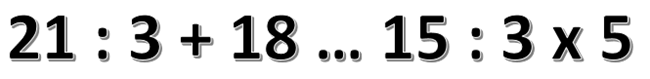 21 : 3 + 18 ... 15 : 3 x 5